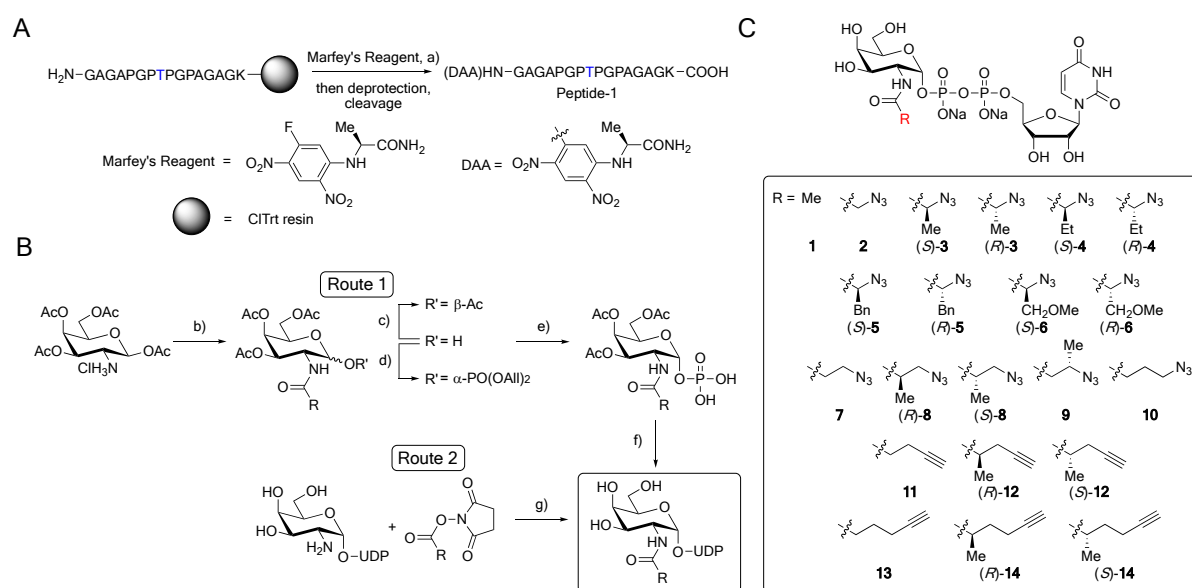 A
Marfey's Reagent, a)
H₂N–GAGAPGPTPGPAGAGK
(DAA)HN–GAGAPGPTPGPAGAGK–COOH
then deprotection,
cleavage
Peptide-1
F
Me
CONH₂
Marfey's Reagent =
O₂N
NH
NO₂
Me
CONH₂
DAA =
O₂N
NH
NO₂
= ClTrt resin
B
Route 1
AcO OAc
O
AcO
OAc
ClH₃N
b)
AcO OAc
O
AcO
HN
OR'
O
R
R' = β-Ac
c)
R' = H
d)
R' = α-PO(OAll)₂
e)
AcO OAc
O
AcO
HN
O
O
P
OH
OH
O
R
f)
Route 2
HO OH
O
HO
H₂N
O–UDP
+
O
O
N
O
O
R
g)
HO OH
O
HO
HN
O–UDP
O
R
C
HO OH
O
HO
HN
O
R
O
P
ONa
O
O
P
ONa
O
O
O
NH
N
O
OH OH
R = Me
N₃
N₃
N₃
N₃
N₃
Me
Me
Et
Et
1
2
(S)-3
(R)-3
(S)-4
(R)-4
N₃
N₃
N₃
N₃
Bn
Bn
CH₂OMe
CH₂OMe
(S)-5
(R)-5
(S)-6
(R)-6
Me
N₃
N₃
N₃
N₃
N₃
Me
Me
7
(R)-8
(S)-8
9
10
Me
Me
11
(R)-12
(S)-12
Me
Me
13
(R)-14
(S)-14